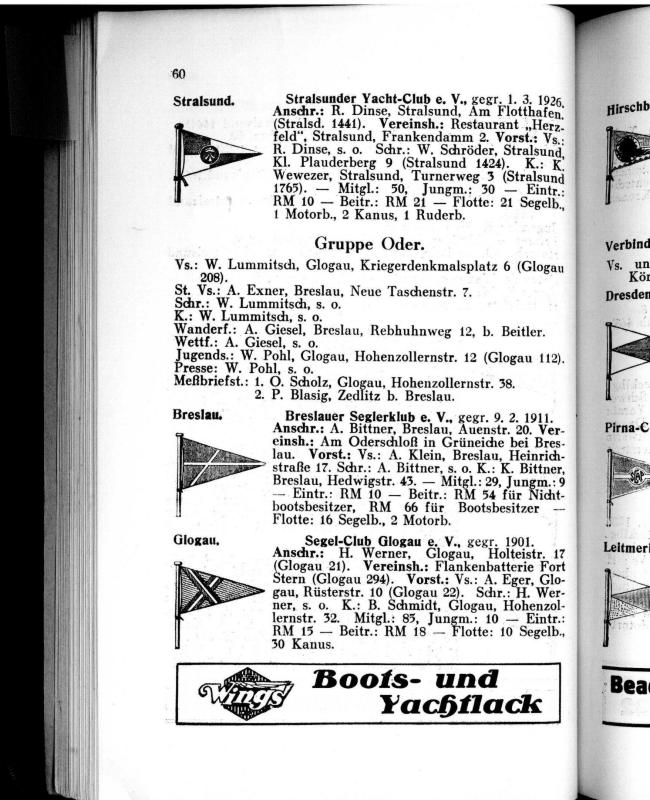 60
Stralsund.
Stralsunder Yacht-Club e. V., gegr. 1. 3. 1926.
Anschr.: R. Dinse, Stralsund, Am Flotthafen.
(Stralsd. 1441). Vereinsh.: Restaurant „Herz-
feld", Stralsund, Frankendamm 2. Vorst.: Vs.:
R. Dinse, s. o. Schr.: W. Schröder, Stralsund,
Kl. Plauderberg 9 (Stralsund 1424). K.: K.
Wewezer, Stralsund, Turnerweg 3 (Stralsund
1765). — Mitgl.: 50, Jungm.: 30 — Eintr.:
RM 10 — Beitr.: RM 21 — Flotte: 21 Segelb.,
1 Motorb., 2 Kanus, 1 Ruderb.
Gruppe Oder.
Vs.: W. Lummitsch, Glogau, Kriegerdenkmalsplatz 6 (Glogau
208).
St. Vs.: A. Exner, Breslau, Neue Taschenstr. 7.
Schr.: W. Lummitsch, s. o.
K.: W. Lummitsch, s. o.
Wanderf.: A. Giesel, Breslau, Rebhuhnweg 12, b. Beitler.
Wettf.: A. Giesel, s. o.
Jugends.: W. Pohl, Glogau, Hohenzollernstr. 12 (Glogau 112).
Presse: W. Pohl, s. o.
Meßbriefst.: 1. O. Scholz, Glogau, Hohenzollernstr. 38.
2. P. Blasig, Zedlitz b. Breslau.
Breslau.
Breslauer Seglerklub e. V., gegr. 9. 2. 1911.
Anschr.: A. Bittner, Breslau, Auenstr. 20. Ver-
einsh.: Am Oderschloß in Grüneiche bei Bres-
lau. Vorst.: Vs.: A. Klein, Breslau, Heinrich-
straße 17. Schr.: A. Bittner, s. o. K.: K. Bittner,
Breslau, Hedwigstr. 43. — Mitgl.: 29, Jungm.: 9
— Eintr.: RM 10 — Beitr.: RM 54 für Nicht-
bootsbesitzer, RM 66 für Bootsbesitzer —
Flotte: 16 Segelb., 2 Motorb.
Glogau.
Segel-Club Glogau e. V., gegr. 1901.
Anschr.: H. Werner, Glogau, Holteistr. 17
(Glogau 21). Vereinsh.: Flankenbatterie Fort
Stern (Glogau 294). Vorst.: Vs.: A. Eger, Glo-
gau, Rüsterstr. 10 (Glogau 22). Schr.: H. Wer-
ner, s. o. K.: B. Schmidt, Glogau, Hohenzol-
lernstr. 32. Mitgl.: 85, Jungm.: 10 — Eintr.:
RM 15 — Beitr.: RM 18 — Flotte: 10 Segelb.,
30 Kanus.
Wings'
Boots- und
Yachtlack
Hirschb
Verbind
Vs. un
Kör
Dresden
Pirna-C
Leitmeri
Bea